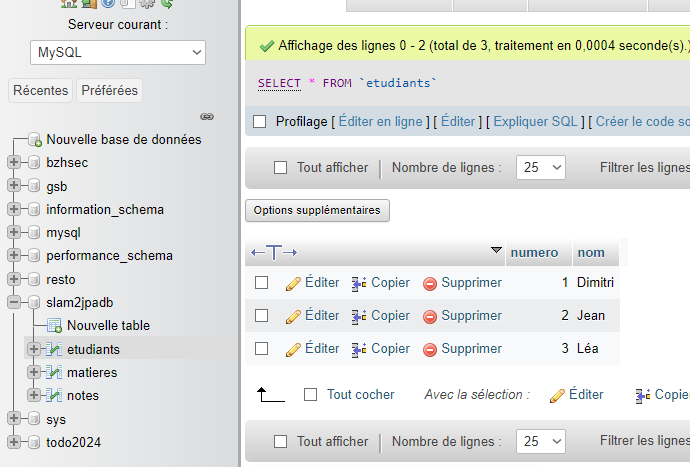 Serveur courant :
MySQL
Récentes Préférées
Nouvelle base de données
bzhsec
gsb
information_schema
mysql
performance_schema
resto
slam2jpadb
Nouvelle table
etudiants
matieres
notes
sys
todo2024
Affichage des lignes 0 - 2 (total de 3, traitement en 0,0004 seconde(s).)
SELECT * FROM `etudiants`
Profilage [ Éditer en ligne ] [ Éditer ] [ Expliquer SQL ] [ Créer le code so
Tout afficher Nombre de lignes : 25 Filtrer les lignes
Options supplémentaires
numero nom
Éditer Copier Supprimer 1 Dimitri
Éditer Copier Supprimer 2 Jean
Éditer Copier Supprimer 3 Léa
Tout cocher Avec la sélection : Éditer Copie
Tout afficher Nombre de lignes : 25 Filtrer les lignes